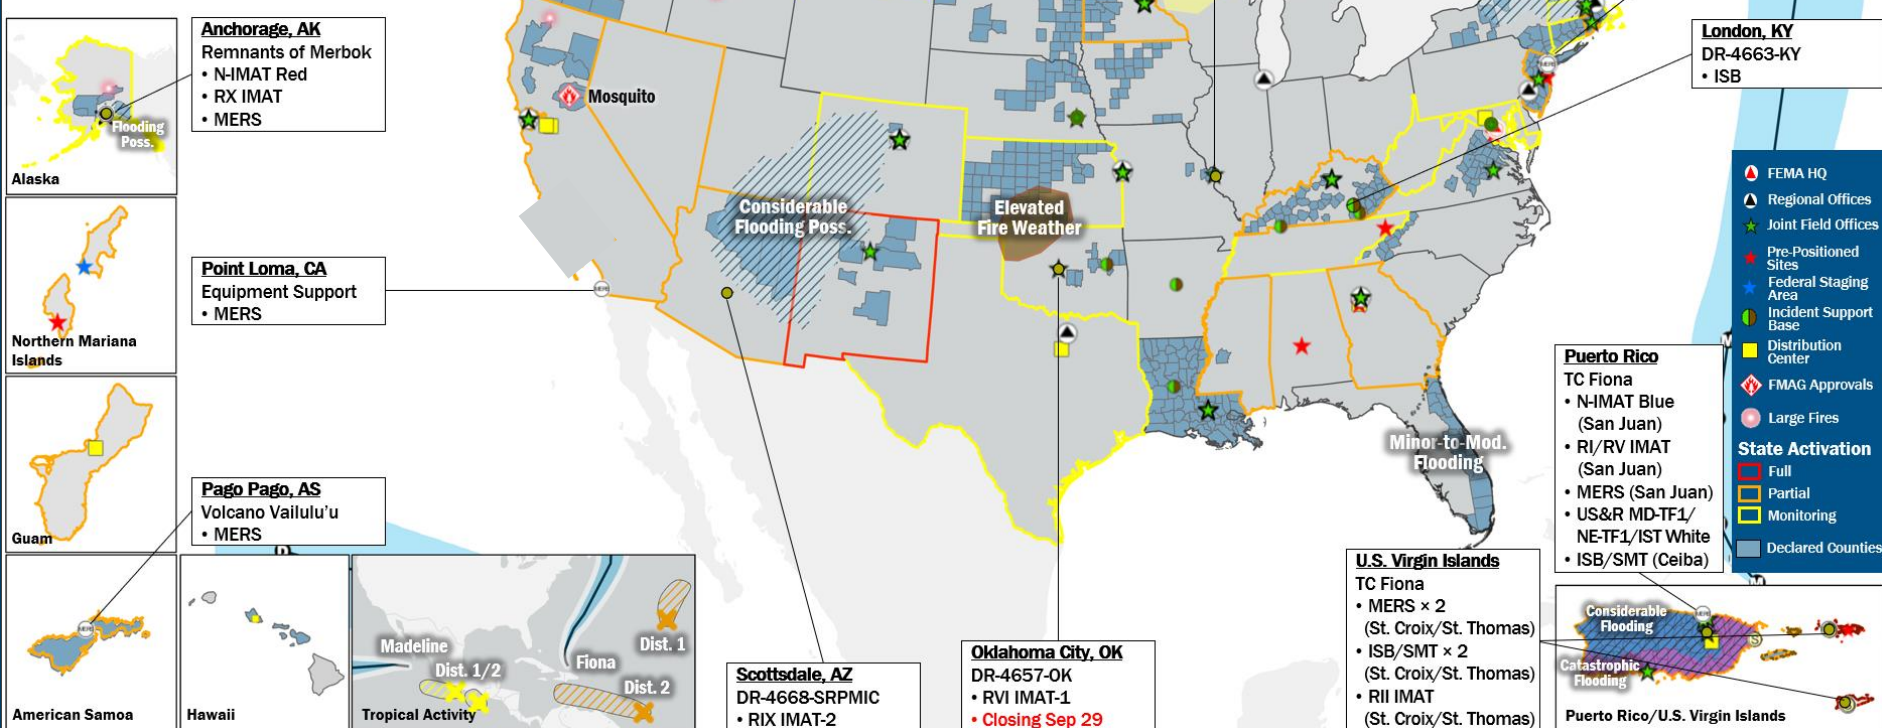 Anchorage, AK
Remnants of Merbok
• N-IMAT Red
• RX IMAT
• MERS
Flooding
Poss.
Alaska
Northern Mariana
Islands
Guam
Point Loma, CA
Equipment Support
• MERS
Pago Pago, AS
Volcano Vailulu'u
• MERS
MERS
American Samoa
Hawaii
Madeline
Dist. 1/2
Fiona
Dist. 1
Dist. 2
Tropical Activity
Mosquito
MERS
Considerable
Flooding Poss.
Elevated
Fire Weather
Minor-to-Mod.
Flooding
Scottsdale, AZ
DR-4668-SRPMIC
• RIX IMAT-2
Oklahoma City, OK
DR-4657-OK
• RVI IMAT-1
• Closing Sep 29
London, KY
DR-4663-KY
• ISB
MERS
U.S. Virgin Islands
TC Fiona
• MERS × 2
(St. Croix/St. Thomas)
• ISB/SMT × 2
(St. Croix/St. Thomas)
• RII IMAT
(St. Croix/St. Thomas)
Puerto Rico
TC Fiona
• N-IMAT Blue
(San Juan)
• RI/RV IMAT
(San Juan)
• MERS (San Juan)
• US&R MD-TF1/
NE-TF1/IST White
• ISB/SMT (Ceiba)
FEMA HQ
Regional Offices
Joint Field Offices
Pre-Positioned
Sites
Federal Staging
Area
Incident Support
Base
Distribution
Center
FMAG Approvals
Large Fires
State Activation
Full
Partial
Monitoring
Declared Counties
MERS
Considerable
Flooding
S
Catastrophic
Flooding
Puerto Rico/U.S. Virgin Islands